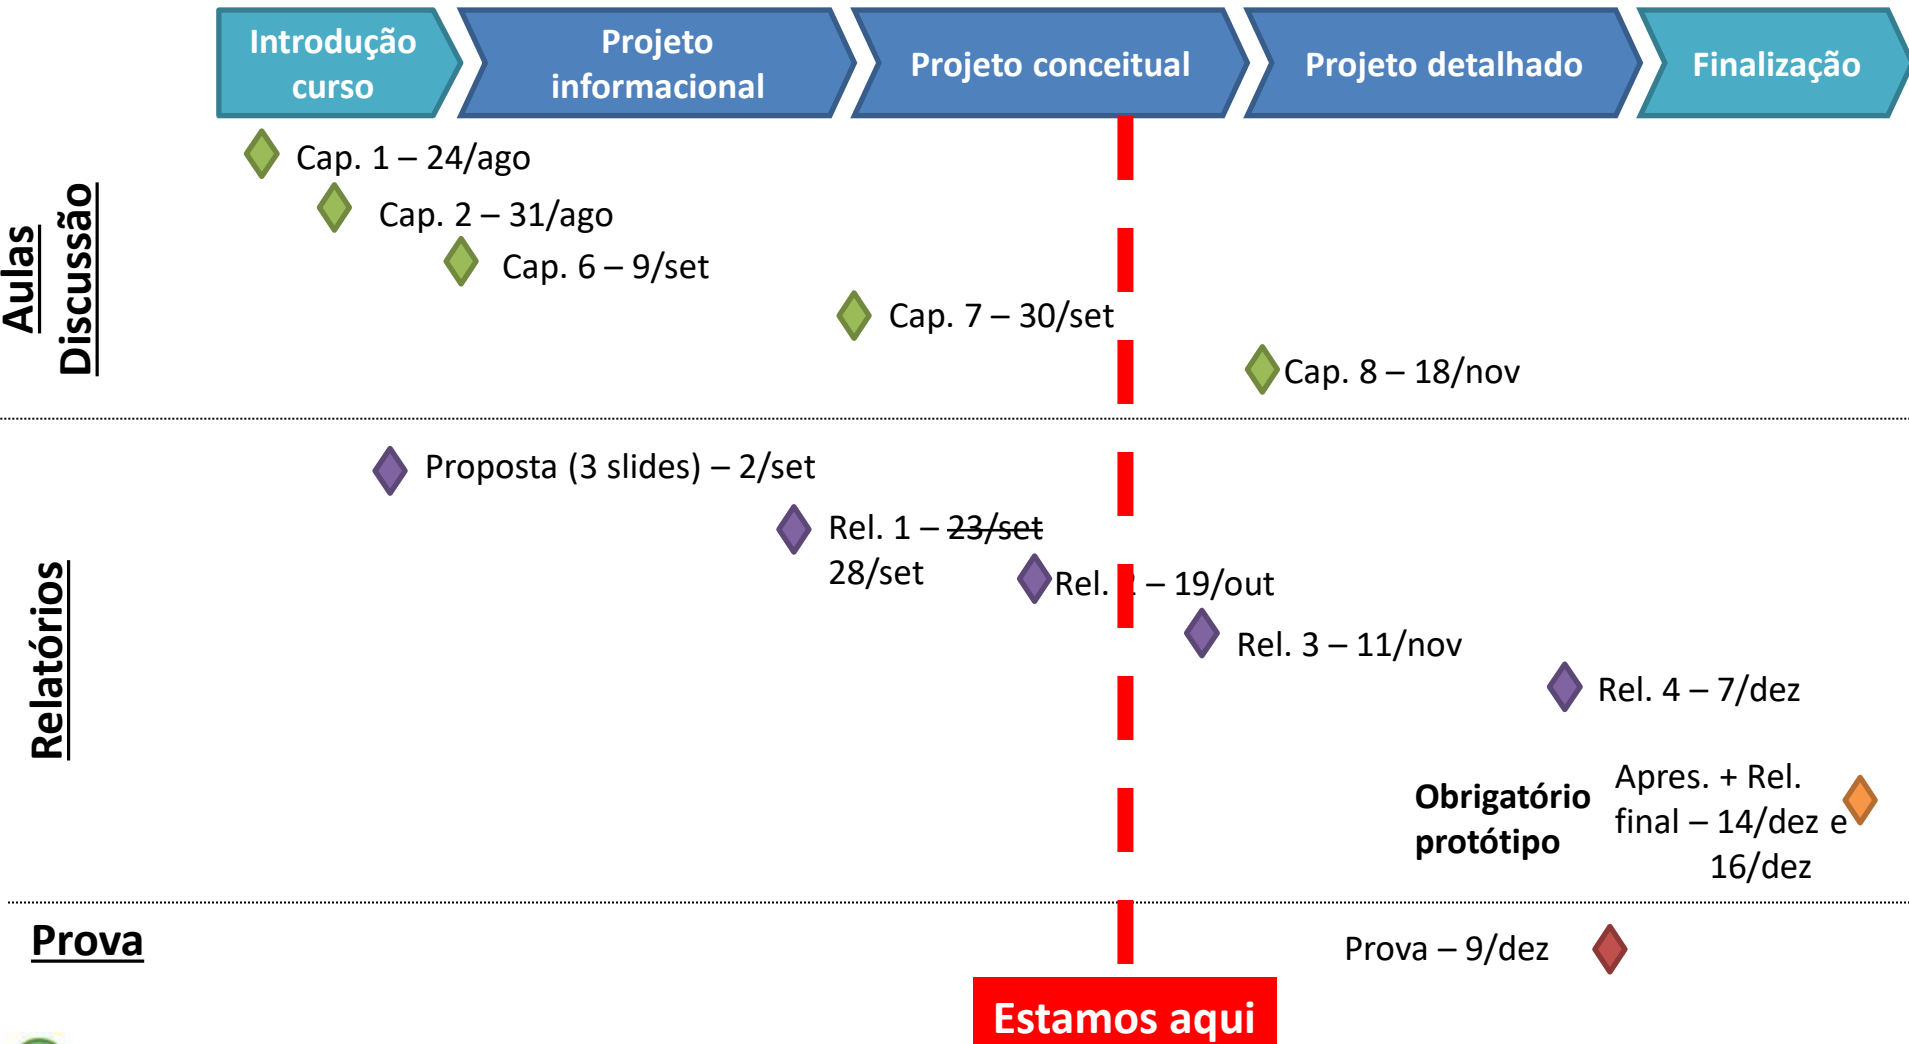 Introdução
curso
Projeto
informacional
Projeto conceitual
Projeto detalhado
Finalização
Aulas
Discussão
Cap. 1 – 24/ago
Cap. 2 – 31/ago
Cap. 6 – 9/set
Cap. 7 – 30/set
Cap. 8 – 18/nov
Relatórios
Proposta (3 slides) – 2/set
Rel. 1 – 23/set
28/set
Rel. 2 – 19/out
Rel. 3 – 11/nov
Rel. 4 – 7/dez
Obrigatório
protótipo
Apres. + Rel.
final – 14/dez e
16/dez
Prova
Prova – 9/dez
Estamos aqui